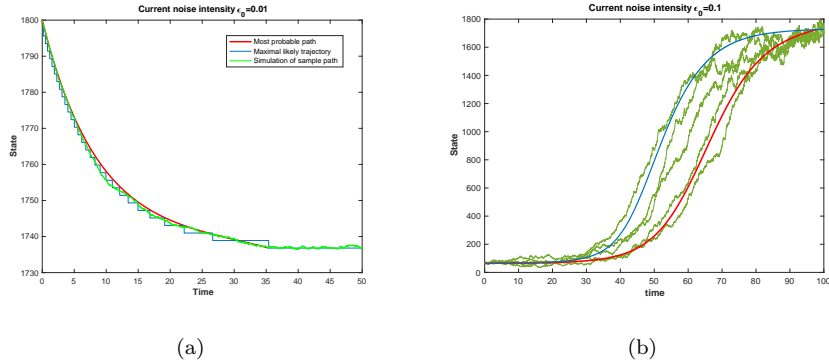 Current noise intensity ϵ₀=0.01
Most probable path
Maximal likely trajectory
Simulation of sample path
State
1800
1790
1780
1770
1760
1750
1740
1730
0 5 10 15 20 25 30 35 40 45 50
Time
(a)
Current noise intensity ϵ₀=0.1
State
1800
1600
1400
1200
1000
800
600
400
200
0
0 10 20 30 40 50 60 70 80 90 100
time
(b)